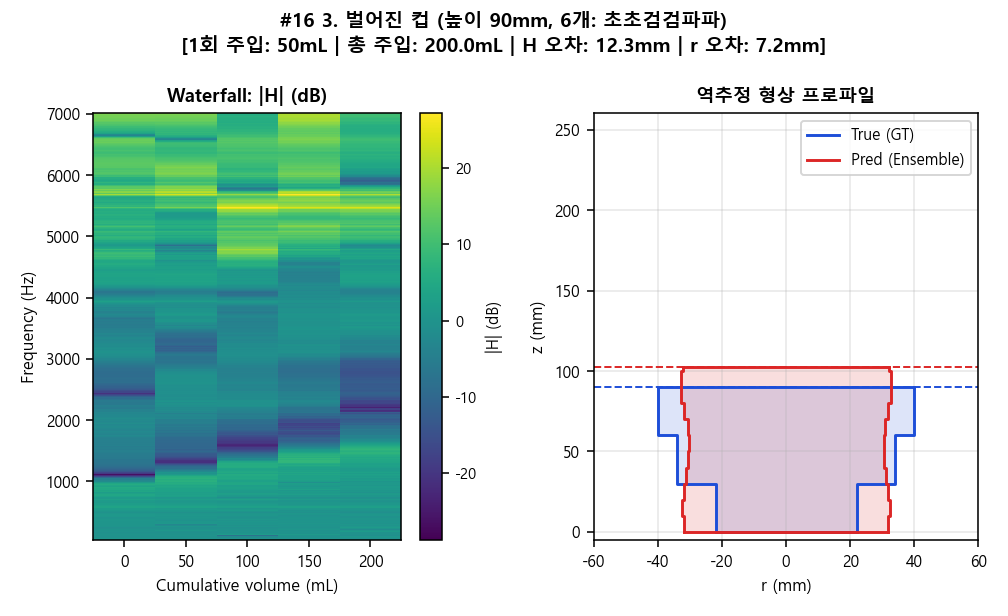 #16 3. 벌어진 컵 (높이 90mm, 6개: 초초검검파파)
[1회 주입: 50mL | 총 주입: 200.0mL | H 오차: 12.3mm | r 오차: 7.2mm]
Waterfall: |H| (dB)
7000
6000
5000
4000
3000
2000
1000
Frequency (Hz)
0
50
100
150
200
Cumulative volume (mL)
20
10
0
-10
-20
|H| (dB)
역추정 형상 프로파일
True (GT)
Pred (Ensemble)
250
200
150
100
50
0
z (mm)
-60
-40
-20
0
20
40
60
r (mm)